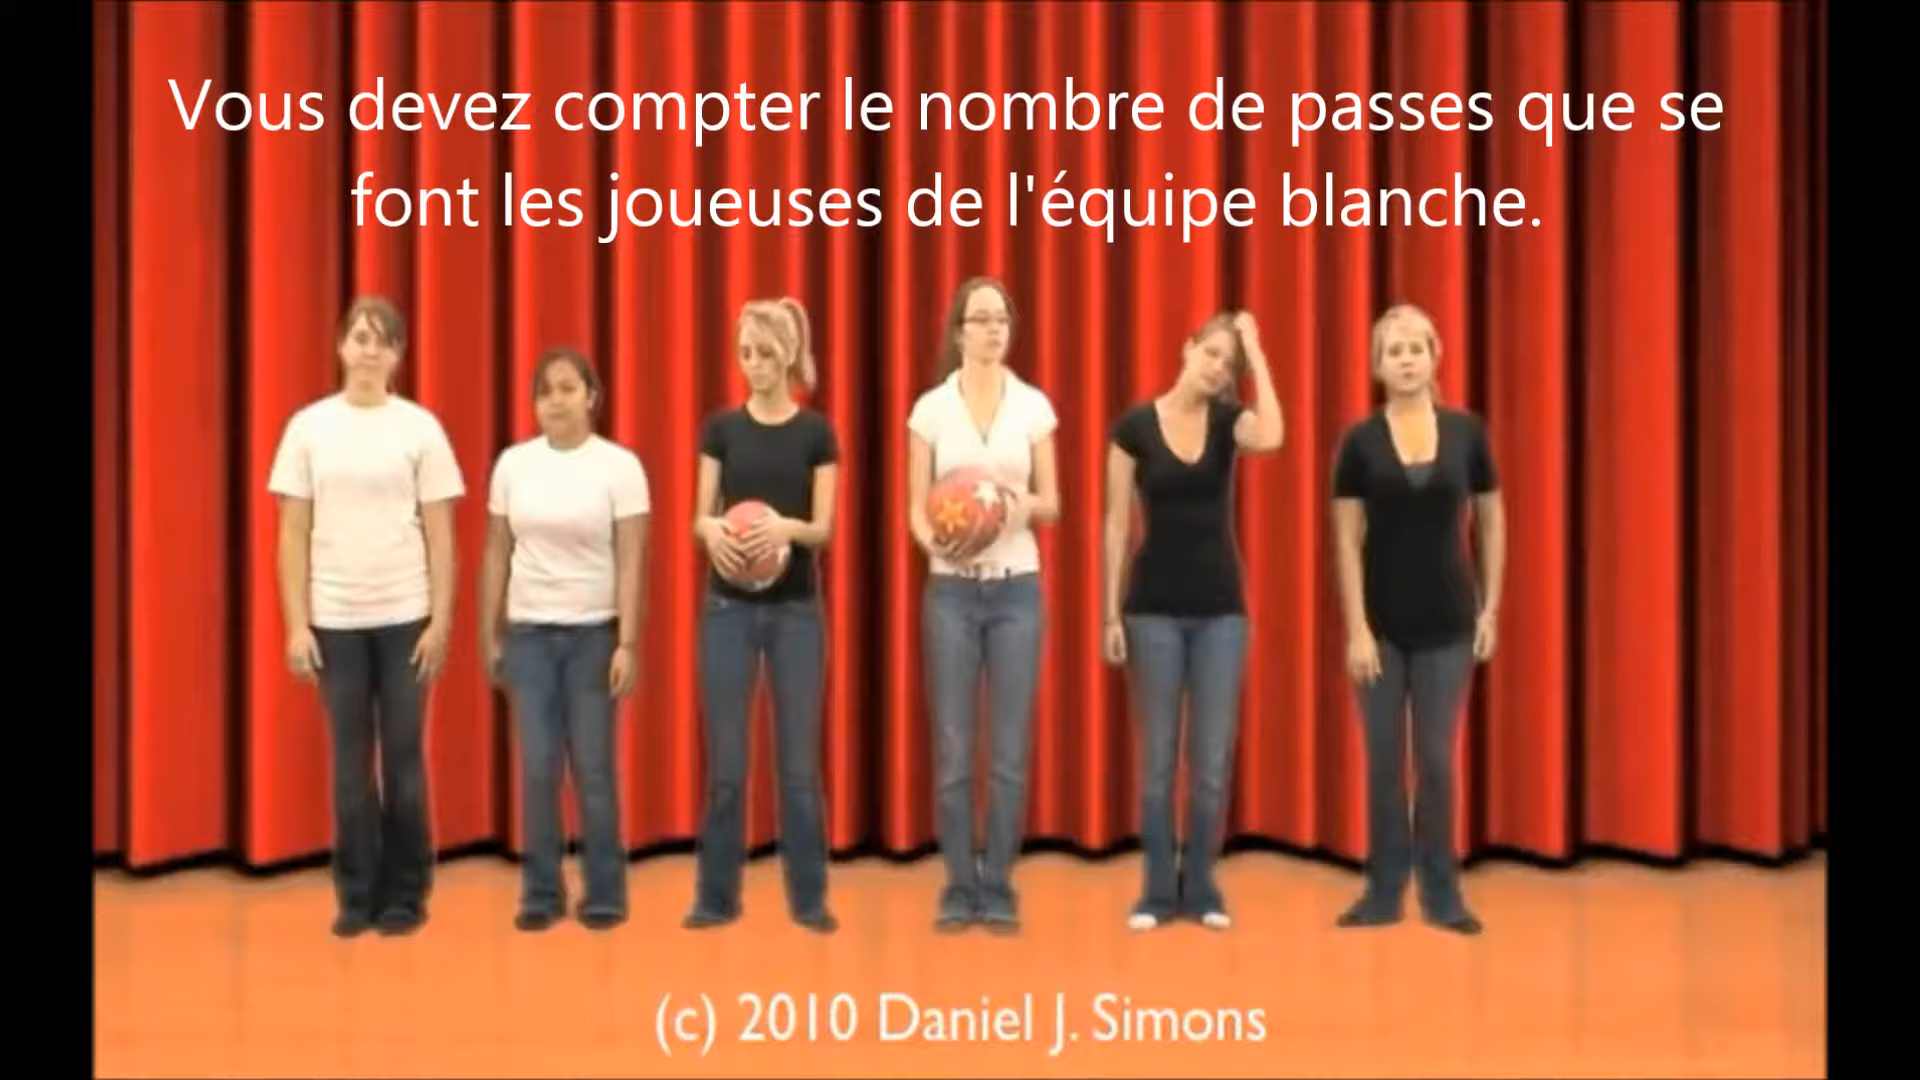 Vous devez compter le nombre de passes que se
font les joueuses de l'équipe blanche.
(c) 2010 Daniel J. Simons